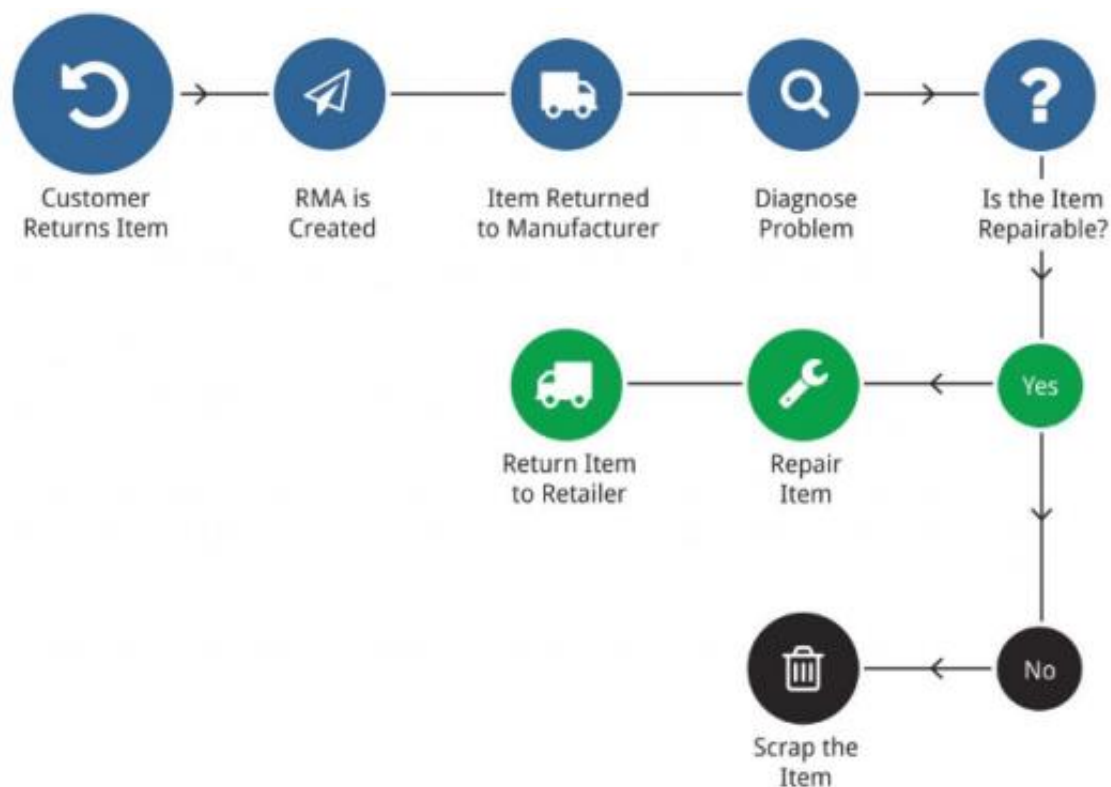 Customer
Returns Item
RMA is
Created
Item Returned
to Manufacturer
Diagnose
Problem
?
Is the Item
Repairable?
Yes
Repair
Item
Return Item
to Retailer
No
Scrap the
Item